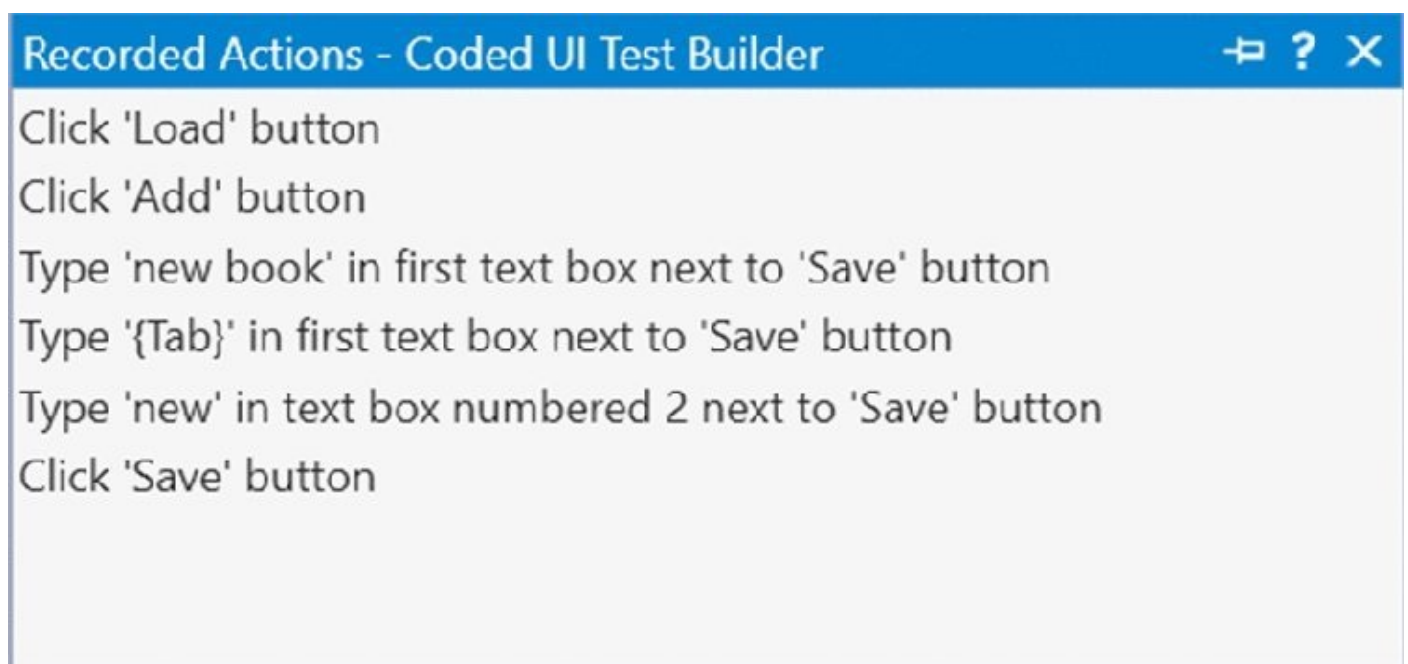 Recorded Actions - Coded UI Test Builder ?
Click 'Load' button
Click 'Add' button
Type 'new book' in first text box next to 'Save' button
Type '{Tab}' in first text box next to 'Save' button
Type 'new' in text box numbered 2 next to 'Save' button
Click 'Save' button